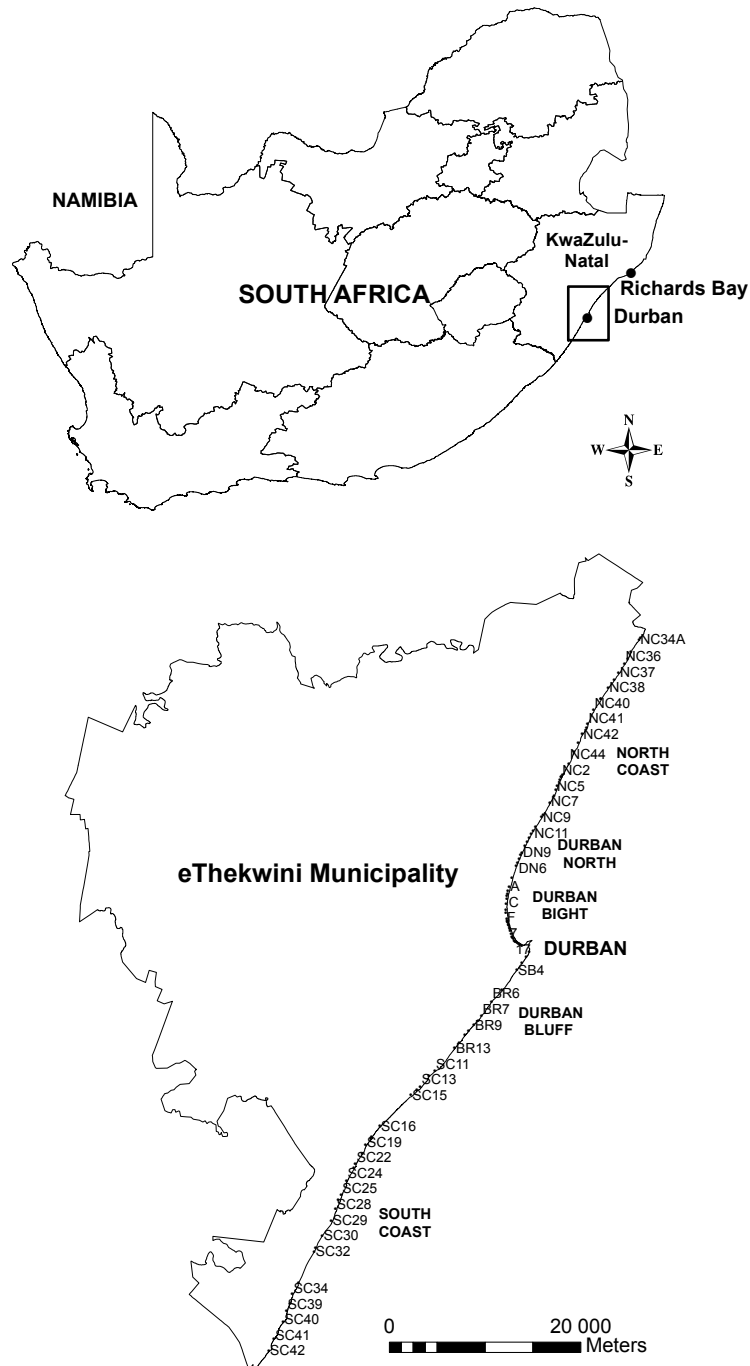 NAMIBIA
KwaZulu-
Natal
SOUTH AFRICA
Richards Bay
Durban
N
W E
S
NC34A
NC36
NC37
NC38
NC40
NC41
NC42
NC44
NORTH
COAST
NC2
NC5
NC7
NC9
NC11
DURBAN
NORTH
DN9
DN6
eThekwini Municipality
A
C
DURBAN
BIGHT
F
7
1A
DURBAN
SB4
BR6
BR7
DURBAN
BLUFF
BR9
BR13
SC11
SC13
SC15
SC16
SC19
SC22
SC24
SC25
SC28
SC29
SOUTH
COAST
SC30
SC32
SC34
SC39
SC40
SC41
SC42
0 20 000
Meters